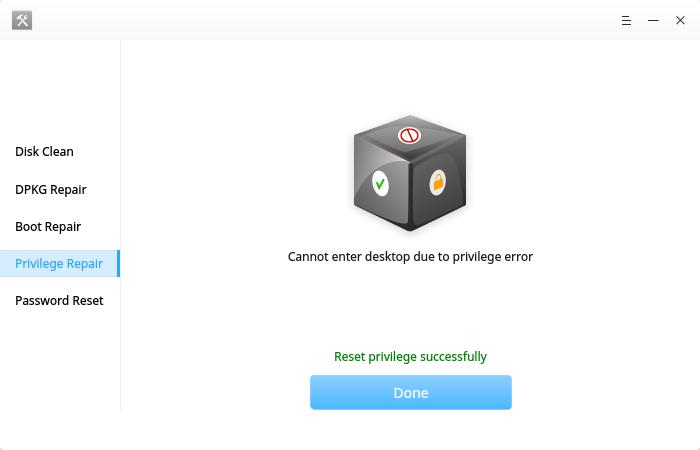 Disk Clean
DPKG Repair
Boot Repair
Privilege Repair
Password Reset
Cannot enter desktop due to privilege error
Reset privilege successfully
Done